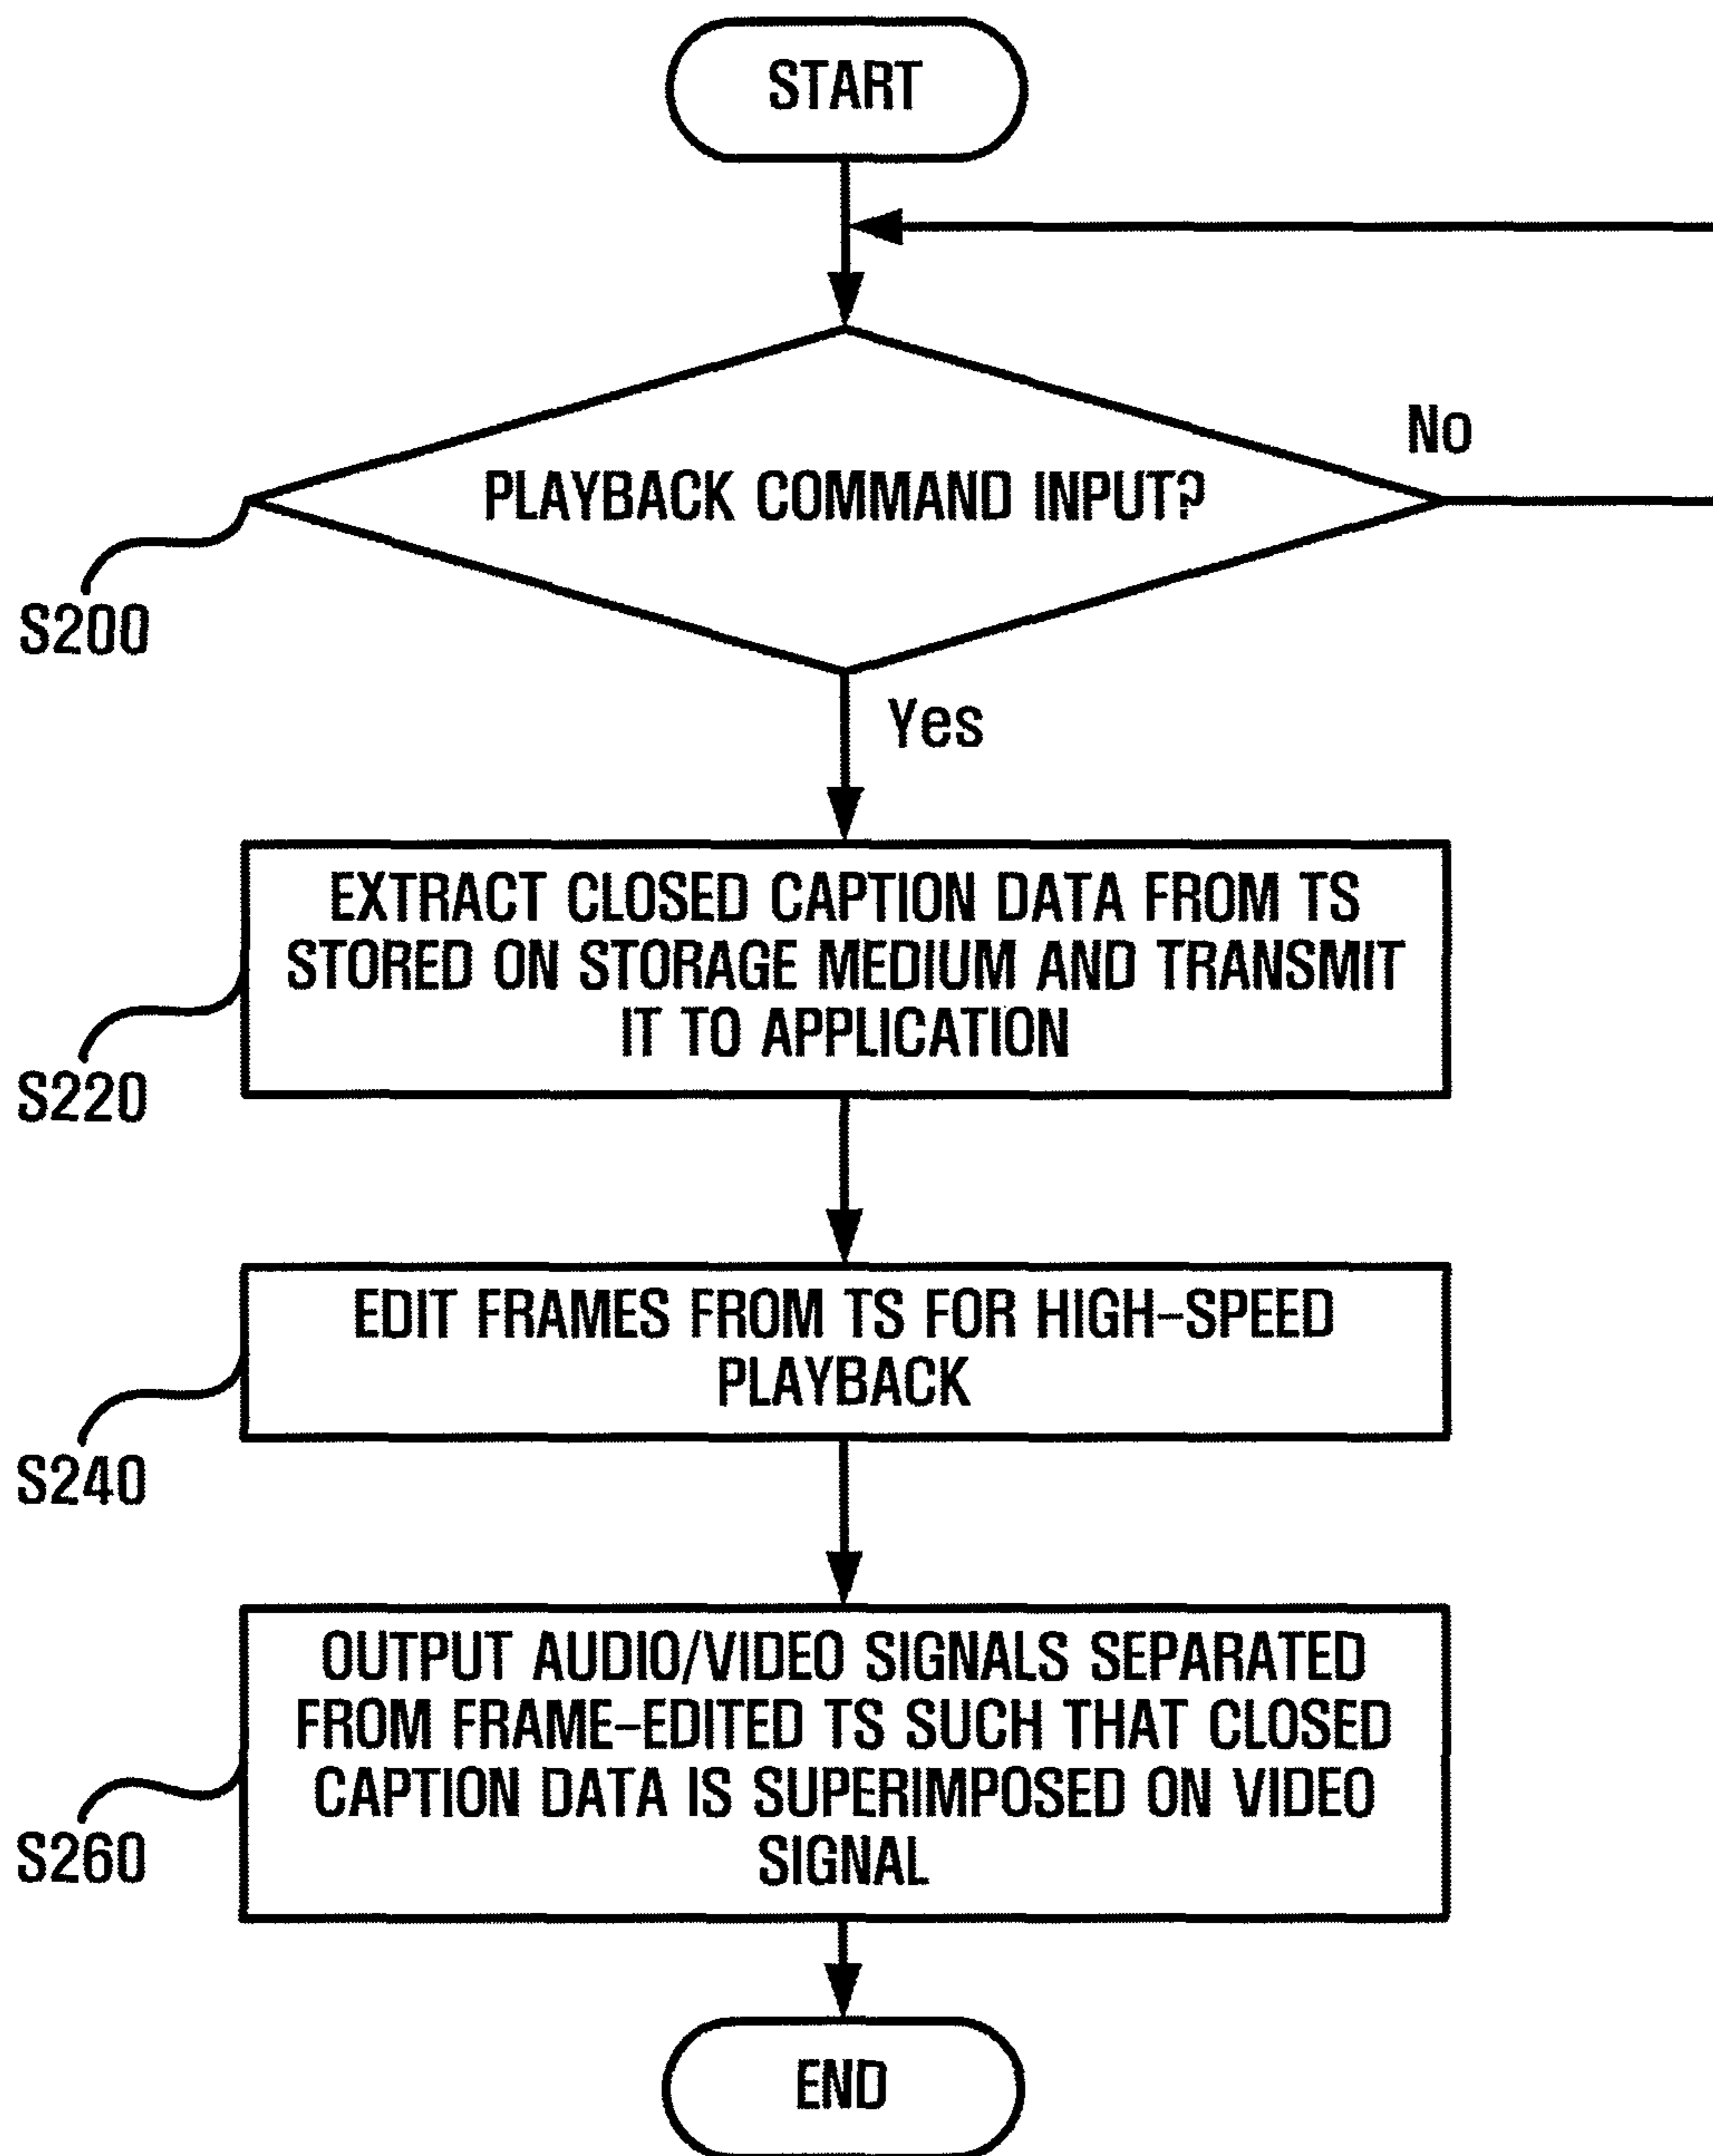 START
PLAYBACK COMMAND INPUT?
No
S200
Yes
EXTRACT CLOSED CAPTION DATA FROM TS
STORED ON STORAGE MEDIUM AND TRANSMIT
IT TO APPLICATION
S220
EDIT FRAMES FROM TS FOR HIGH-SPEED
PLAYBACK
S240
OUTPUT AUDIO/VIDEO SIGNALS SEPARATED
FROM FRAME-EDITED TS SUCH THAT CLOSED
CAPTION DATA IS SUPERIMPOSED ON VIDEO
SIGNAL
S260
END